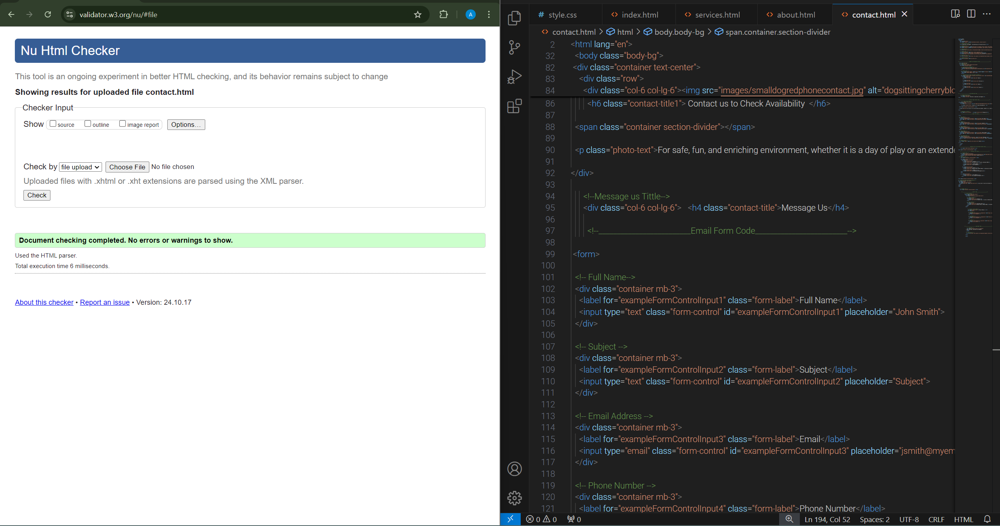 validator.w3.org/nu/#file
A
Nu Html Checker
This tool is an ongoing experiment in better HTML checking, and its behavior remains subject to change
Showing results for uploaded file contact.html
Checker Input
Show source outline image report Options...
Check by file upload Choose File No file chosen
Uploaded files with .xhtml or .xht extensions are parsed using the XML parser.
Check
Document checking completed. No errors or warnings to show.
Used the HTML parser.
Total execution time 6 milliseconds.
About this checker • Report an issue • Version: 24.10.17
# style.css <> index.html <> services.html <> about.html <> contact.html
<> contact.html > html > body.body-bg > span.container.section-divider
2 <html lang="en">
32 <body class="body-bg">
82 <div class="container text-center">
83 <div class="row">
84 <div class="col-6 col-lg-6"><img src="images/smalldogredphonecontact.jpg" alt="dogsittingcherryblo
86 <h6 class="contact-title1"> Contact us to Check Availability </h6>
87
88 <span class="container section-divider"></span>
89
90 <p class="photo-text">For safe, fun, and enriching environment, whether it is a day of play or an extende
91
92 </div>
93
94 <!--Message us Tittle-->
95 <div class="col-6 col-lg-6"> <h4 class="contact-title">Message Us</h4>
96
97 <!--______________________Email Form Code______________________-->
98
99 <form>
100
101 <!-- Full Name-->
102 <div class="container mb-3">
103 <label for="exampleFormControlInput1" class="form-label">Full Name</label>
104 <input type="text" class="form-control" id="exampleFormControlInput1" placeholder="John Smith">
105 </div>
106
107 <!-- Subject -->
108 <div class="container mb-3">
109 <label for="exampleFormControlInput2" class="form-label">Subject</label>
110 <input type="text" class="form-control" id="exampleFormControlInput2" placeholder="Subject">
111 </div>
112
113 <!-- Email Address -->
114 <div class="container mb-3">
115 <label for="exampleFormControlInput3" class="form-label">Email</label>
116 <input type="email" class="form-control" id="exampleFormControlInput3" placeholder="jsmith@myem
117 </div>
118
119 <!-- Phone Number -->
120 <div class="container mb-3">
121 <label for="exampleFormControlInput4" class="form-label">Phone Number</label>
0 0 0 Ln 194, Col 52 Spaces: 2 UTF-8 CRLF HTML